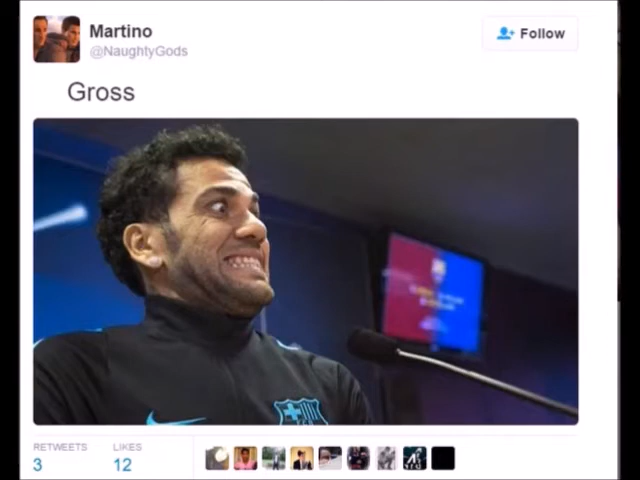 Martino
@NaughtyGods
Follow
Gross
RETWEETS
LIKES
3
12